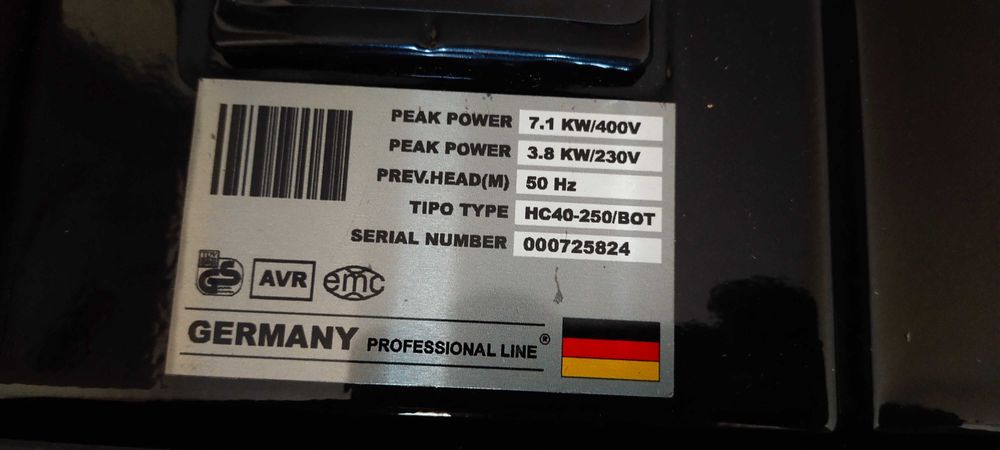 PEAK POWER 7.1 KW/400V
PEAK POWER 3.8 KW/230V
PREV.HEAD(M) 50 Hz
TIPO TYPE HC40-250/BOT
SERIAL NUMBER 000725824
TÜV
GS
AVR
emc
GERMANY PROFESSIONAL LINE®